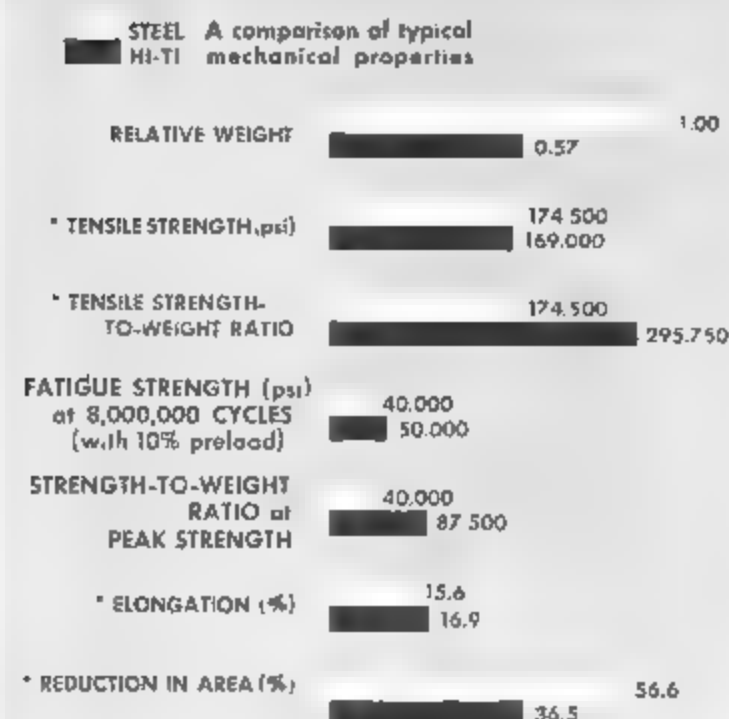 STEEL A comparison of typical
HI-TI mechanical properties
RELATIVE WEIGHT
1.00
0.57
* TENSILE STRENGTH (psi)
174,500
169,000
* TENSILE STRENGTH-
TO-WEIGHT RATIO
174,500
295,750
FATIGUE STRENGTH (psi)
at 8,000,000 CYCLES
(with 10% preload)
40,000
50,000
STRENGTH-TO-WEIGHT
RATIO at
PEAK STRENGTH
40,000
87,500
* ELONGATION (%)
15.6
16.9
* REDUCTION IN AREA (%)
56.6
36.5